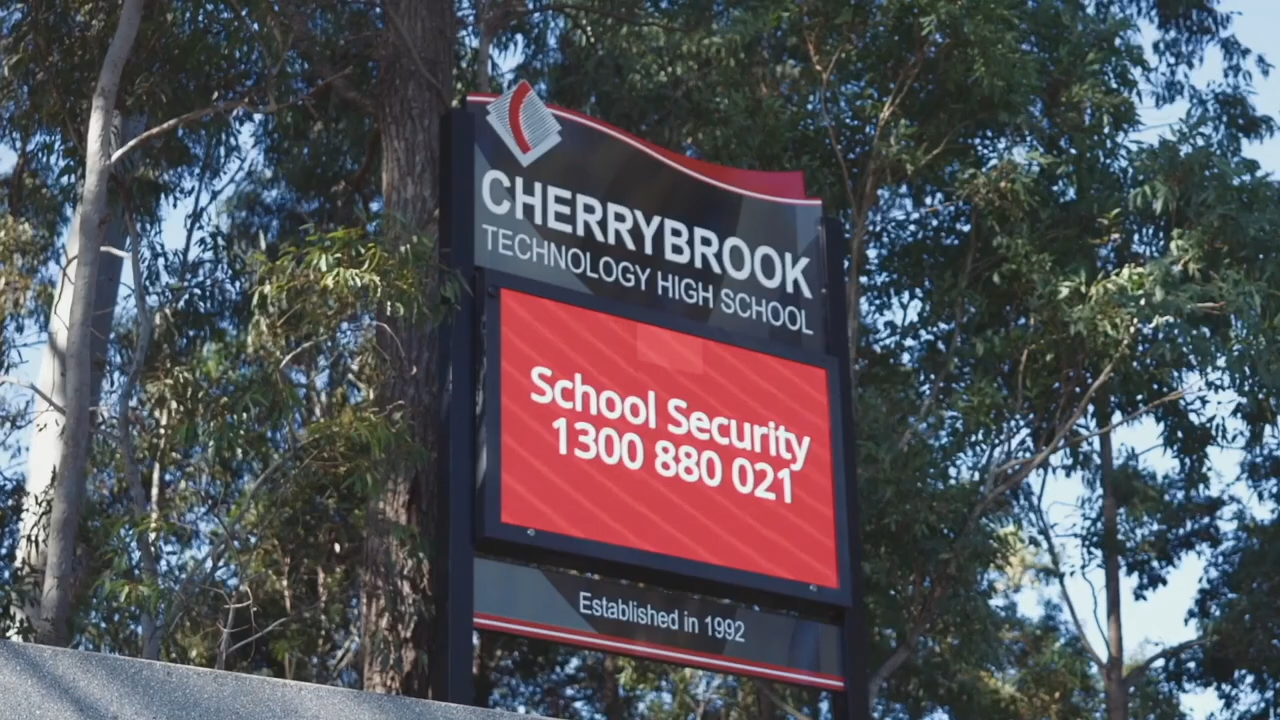 CHERRYBROOK
TECHNOLOGY HIGH SCHOOL
School Security
1300 880 021
Established in 1992